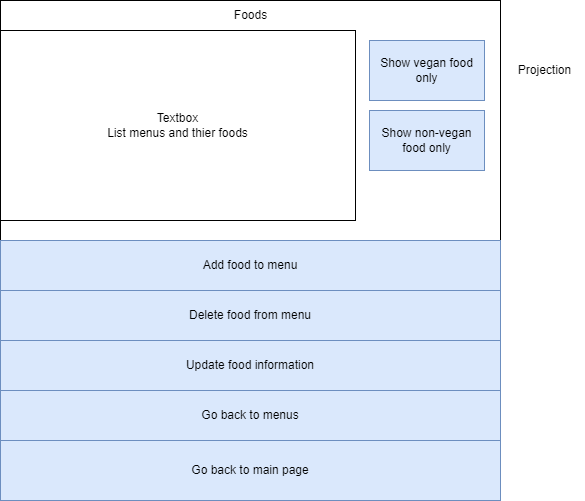 Foods
Textbox
List menus and thier foods
Show vegan food
only
Projection
Show non-vegan
food only
Add food to menu
Delete food from menu
Update food information
Go back to menus
Go back to main page